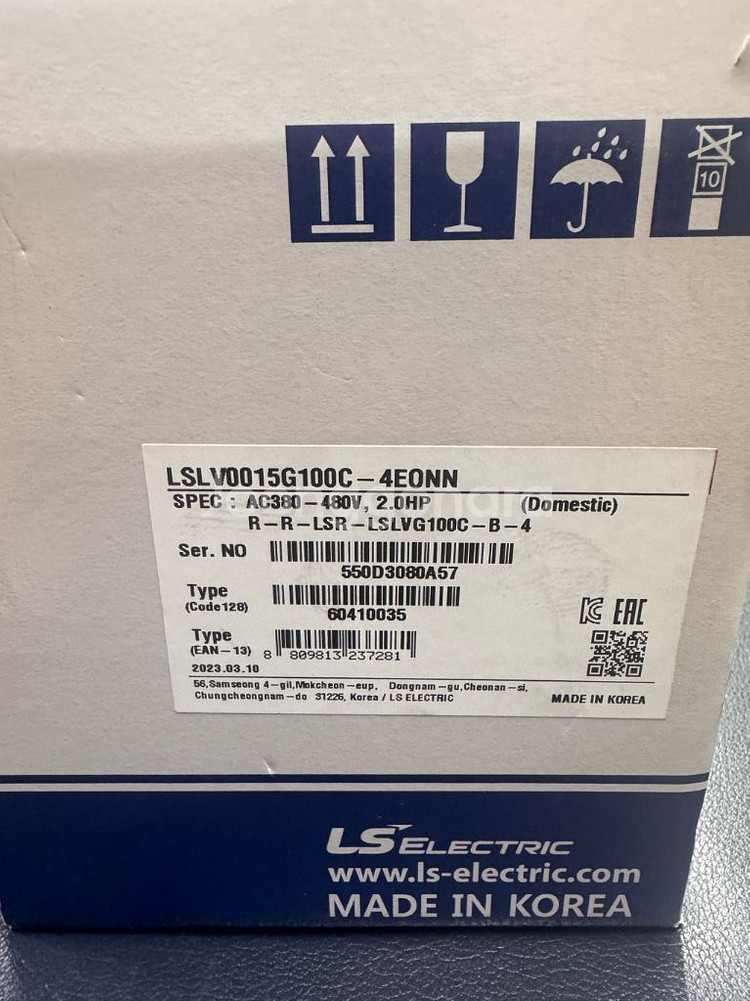 10
LSLV0015G100C-4EONN
SPEC : AC380-480V, 2.0HP (Domestic)
R-R-LSR-LSLVG100C-B-4
Ser. NO
550D3080A57
Type
(Code128)
60410035
Type
(EAN-13)
8 809813 237281
2023.03.10
EAC
56,Samseong 4-gil,Mokcheon-eup, Dongnam-gu,Cheonan-si,
Chungcheongnam-do 31226, Korea / LS ELECTRIC
MADE IN KOREA
LS ELECTRIC
www.ls-electric.com
MADE IN KOREA